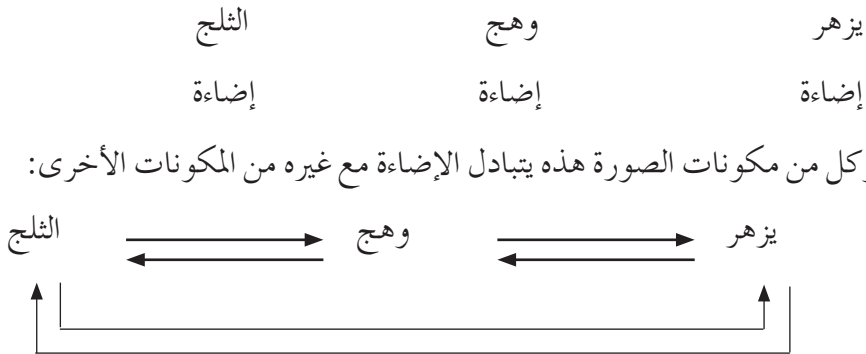 يزهر وهج الثلج
إضاءة إضاءة إضاءة
وكل من مكونات الصورة هذه يتبادل الإضاءة مع غيره من المكونات الأخرى:
يزهر وهج الثلج